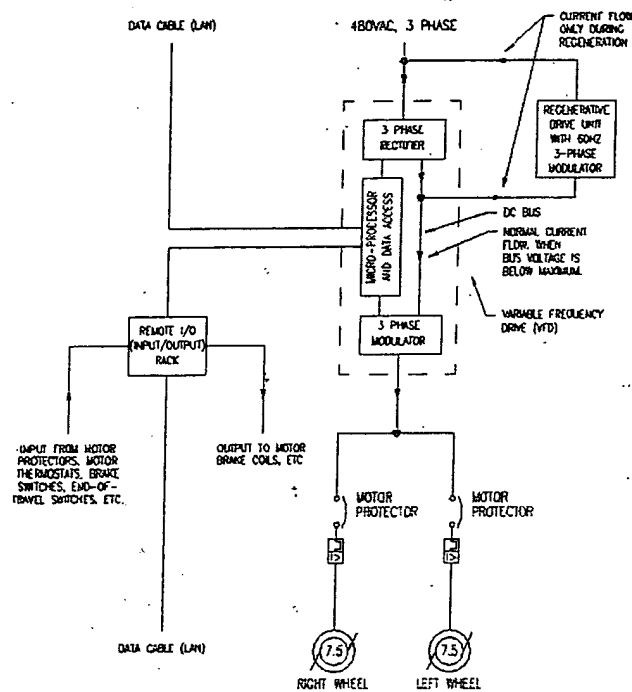 DATA CABLE (LAN)
480VAC, 3 PHASE
CURRENT FLOW
ONLY DURING
REGENERATION
3 PHASE
RECTIFIER
REGENERATIVE
DRIVE UNIT
WITH 60HZ
3-PHASE
MODULATOR
MICRO-PROCESSOR
AND DATA ACCESS
DC BUS
NORMAL CURRENT
FLOW, WHEN
BUS VOLTAGE IS
BELOW MAXIMUM.
VARIABLE FREQUENCY
DRIVE (VFD)
3 PHASE
MODULATOR
REMOTE I/O
(INPUT/OUTPUT)
RACK
INPUT FROM MOTOR
PROTECTORS, MOTOR
THERMOSTATS, BRAKE
SWITCHES, END-OF-
TRAVEL SWITCHES, ETC.
OUTPUT TO MOTOR
BRAKE COILS, ETC
MOTOR
PROTECTOR
MOTOR
PROTECTOR
DATA CABLE (LAN)
7.5
RIGHT WHEEL
7.5
LEFT WHEEL